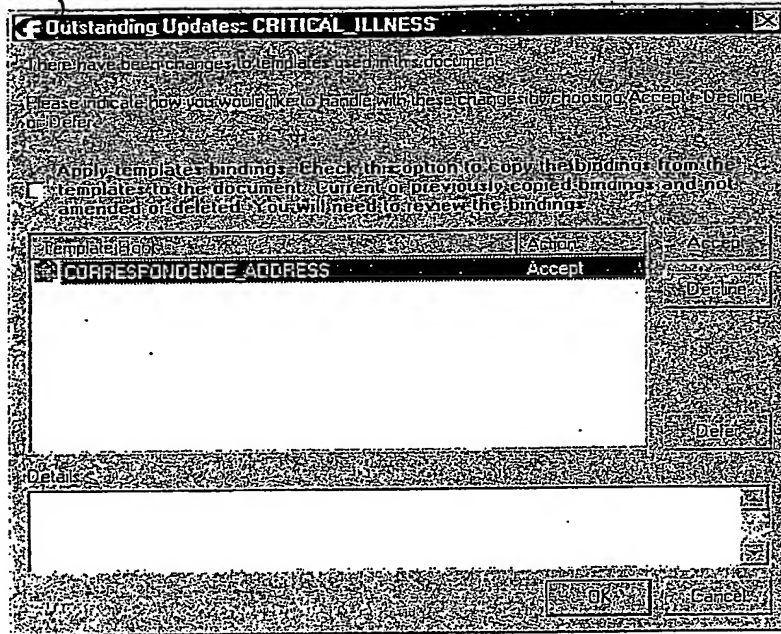 Outstanding Updates: CRITICAL_ILLNESS
There have been changes to templates used in this document
Please indicate how you would like to handle with these changes by choosing Accept, Decline
or Defer
Apply templates bindings. Check this option to copy the bindings from the
templates to the document. Current or previously copied bindings and not
amended or deleted. You will need to review the bindings
Action Accept
CORRESPONDENCE_ADDRESS Accept
Decline
Defer
Details
OK Cancel